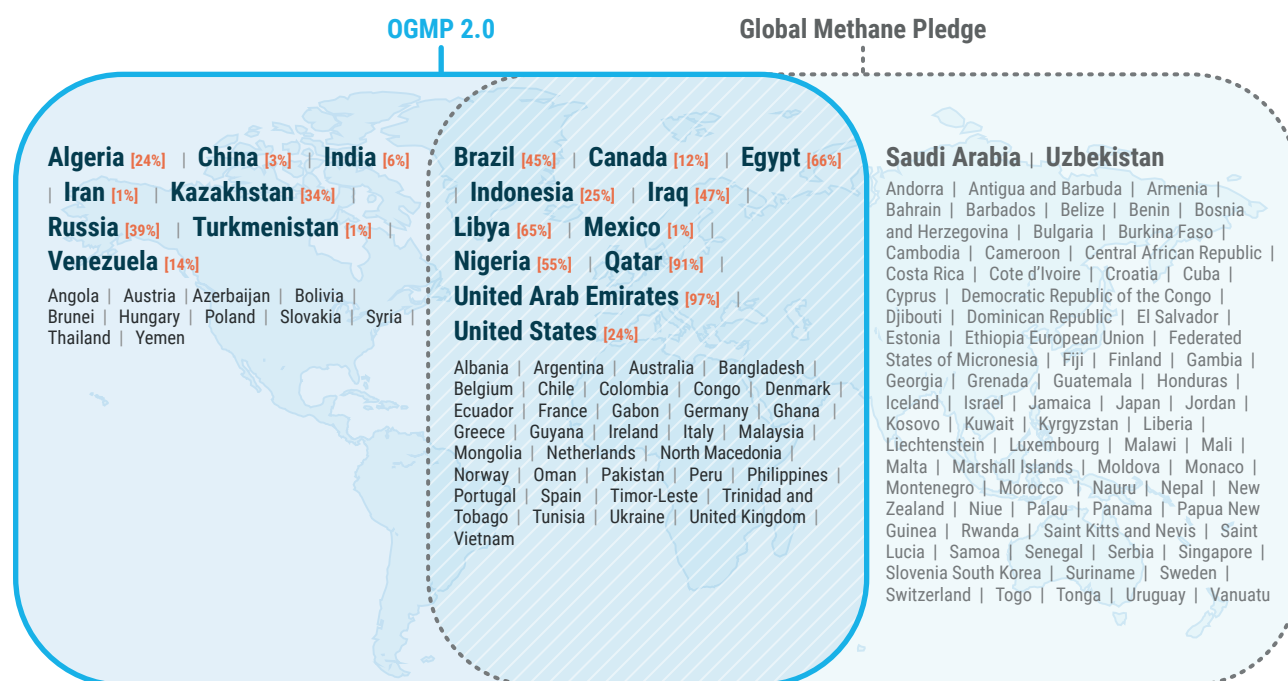 OGMP 2.0
Global Methane Pledge
Algeria [24%] | China [3%] | India [6%]
| Iran [1%] | Kazakhstan [34%] |
Russia [39%] | Turkmenistan [1%] |
Venezuela [14%]
Angola | Austria | Azerbaijan | Bolivia |
Brunei | Hungary | Poland | Slovakia | Syria |
Thailand | Yemen
Brazil [45%] | Canada [12%] | Egypt [66%]
| Indonesia [25%] | Iraq [47%] |
Libya [65%] | Mexico [1%] |
Nigeria [55%] | Qatar [91%] |
United Arab Emirates [97%] |
United States [24%]
Albania | Argentina | Australia | Bangladesh |
Belgium | Chile | Colombia | Congo | Denmark |
Ecuador | France | Gabon | Germany | Ghana |
Greece | Guyana | Ireland | Italy | Malaysia |
Mongolia | Netherlands | North Macedonia |
Norway | Oman | Pakistan | Peru | Philippines |
Portugal | Spain | Timor-Leste | Trinidad and
Tobago | Tunisia | Ukraine | United Kingdom |
Vietnam
Saudi Arabia | Uzbekistan
Andorra | Antigua and Barbuda | Armenia |
Bahrain | Barbados | Belize | Benin | Bosnia
and Herzegovina | Bulgaria | Burkina Faso |
Cambodia | Cameroon | Central African Republic |
Costa Rica | Cote d'Ivoire | Croatia | Cuba |
Cyprus | Democratic Republic of the Congo |
Djibouti | Dominican Republic | El Salvador |
Estonia | Ethiopia European Union | Federated
States of Micronesia | Fiji | Finland | Gambia |
Georgia | Grenada | Guatemala | Honduras |
Iceland | Israel | Jamaica | Japan | Jordan |
Kosovo | Kuwait | Kyrgyzstan | Liberia |
Liechtenstein | Luxembourg | Malawi | Mali |
Malta | Marshall Islands | Moldova | Monaco |
Montenegro | Morocco | Nauru | Nepal | New
Zealand | Niue | Palau | Panama | Papua New
Guinea | Rwanda | Saint Kitts and Nevis | Saint
Lucia | Samoa | Senegal | Serbia | Singapore |
Slovenia South Korea | Suriname | Sweden |
Switzerland | Togo | Tonga | Uruguay | Vanuatu